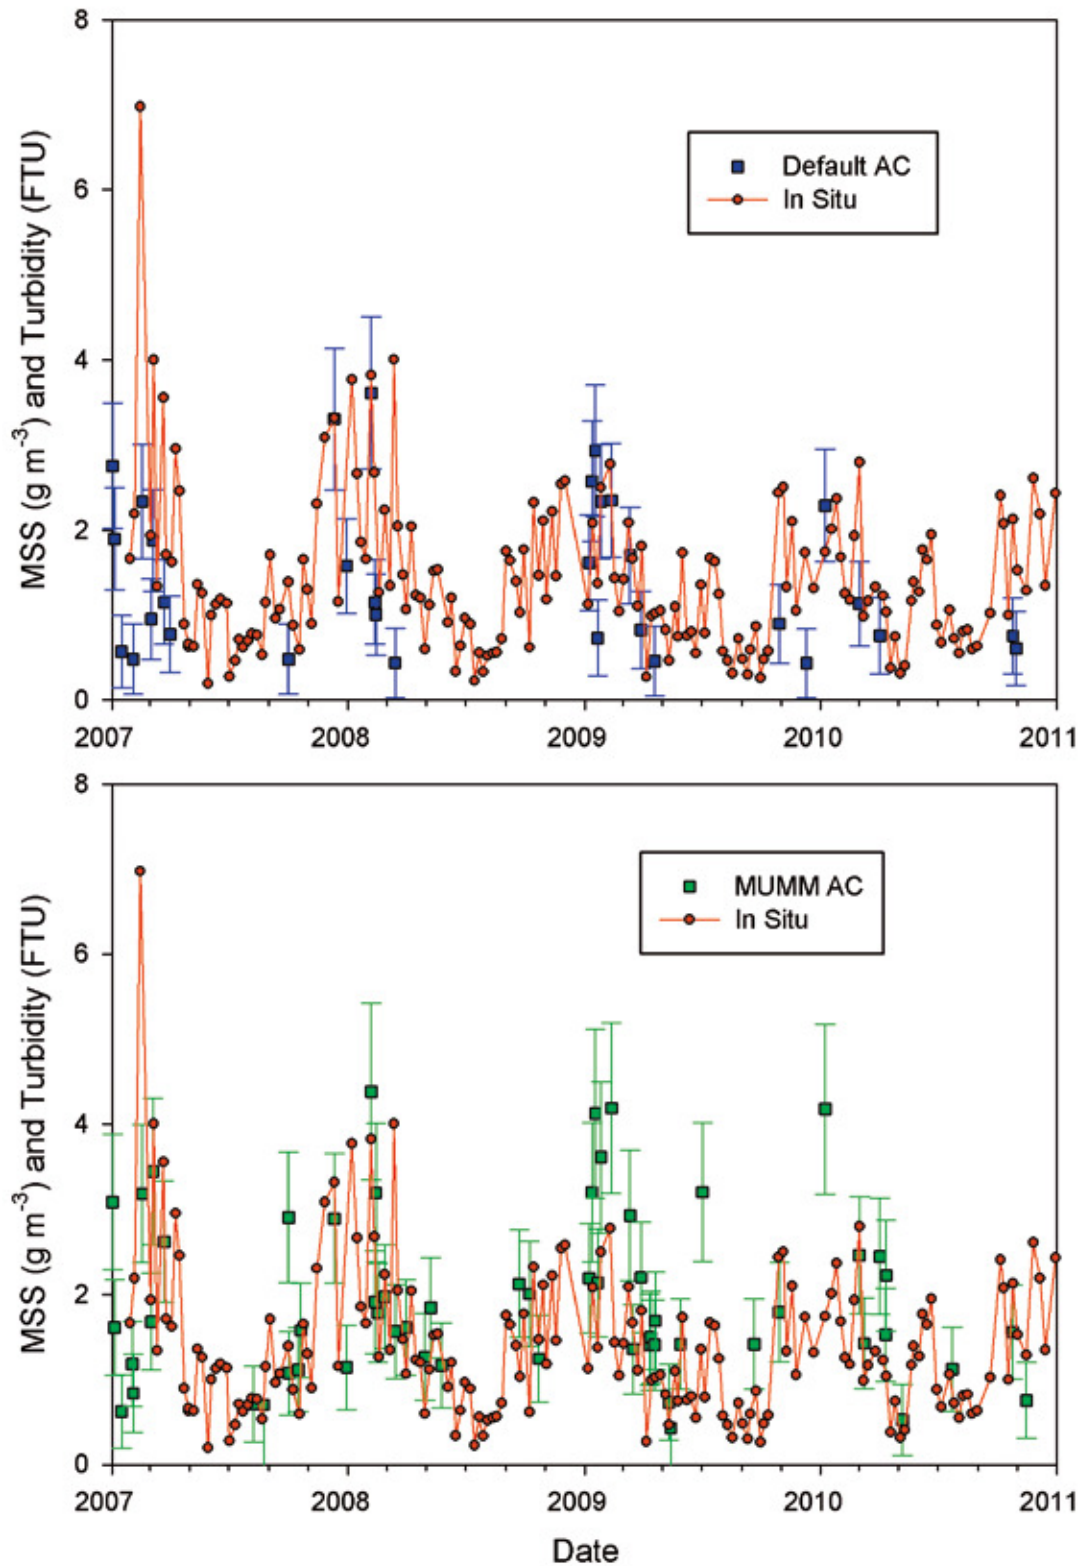 8
6
4
2
0
MSS (g m⁻³) and Turbidity (FTU)
Default AC
In Situ
2007
2008
2009
2010
2011
8
6
4
2
0
MSS (g m⁻³) and Turbidity (FTU)
MUMM AC
In Situ
2007
2008
2009
2010
2011
Date